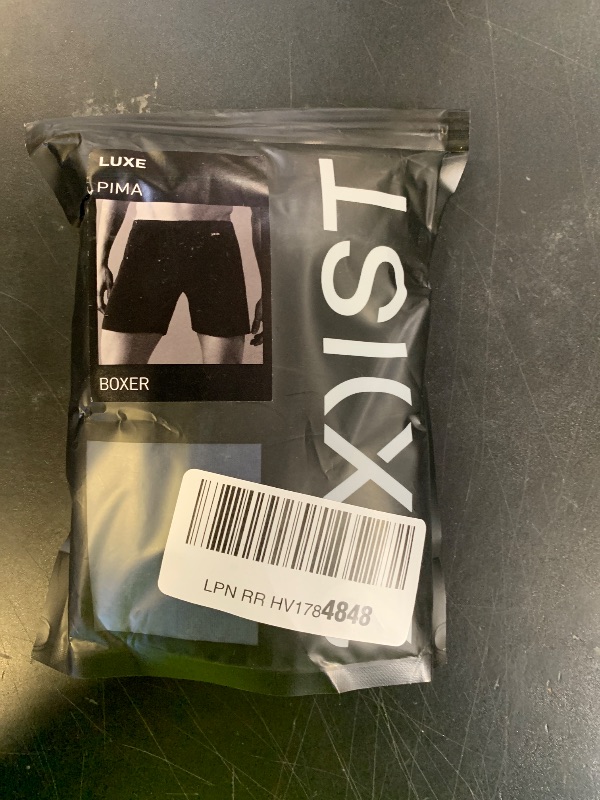 LUXE
PIMA
BOXER
XIST
LPN RR HV1784848